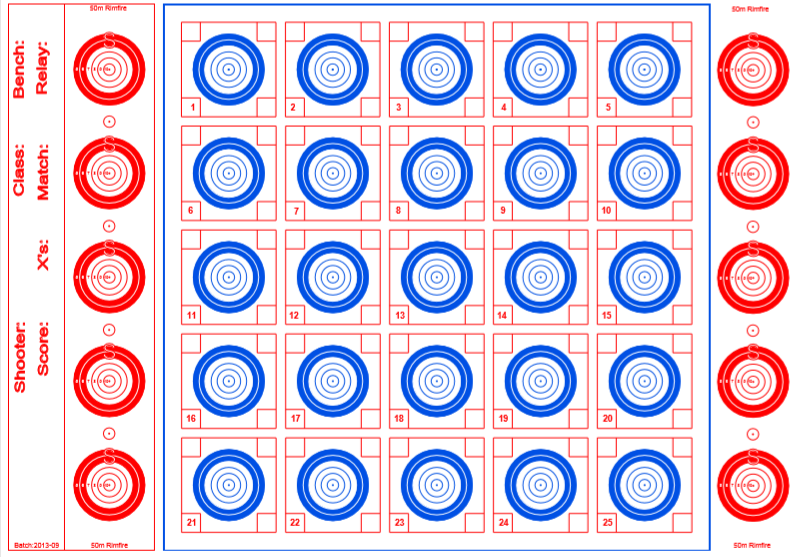 50m Rimfire
50m Rimfire
Bench:
Relay:
Class:
Match:
X's:
Shooter:
Score:
S
S
S
S
S
S
S
S
S
S
1
2
3
4
5
6
7
8
9
10
11
12
13
14
15
16
17
18
19
20
21
22
23
24
25
Batch:2013-09
50m Rimfire
50m Rimfire